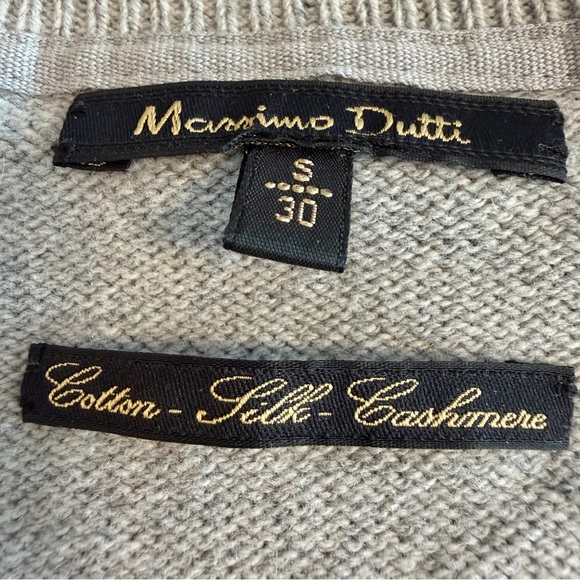 Massimo Dutti
S
30
Cotton - Silk - Cashmere